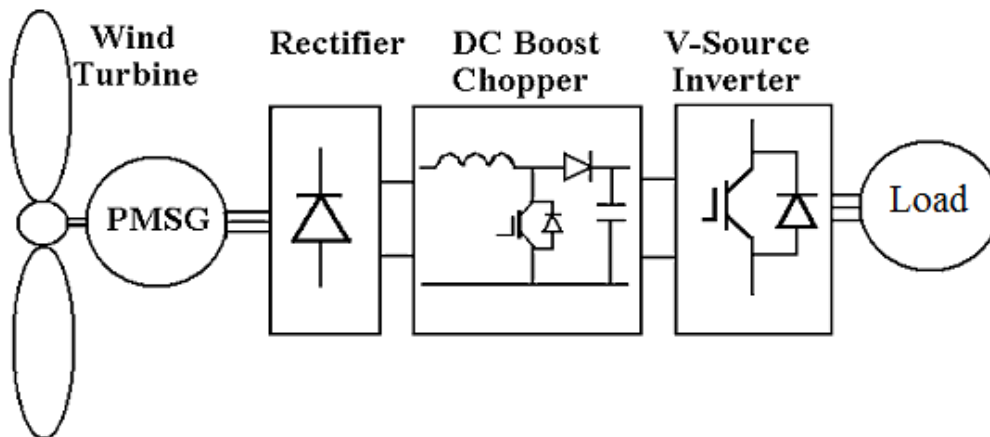 Wind
Turbine
Rectifier
DC Boost
Chopper
V-Source
Inverter
PMSG
Load